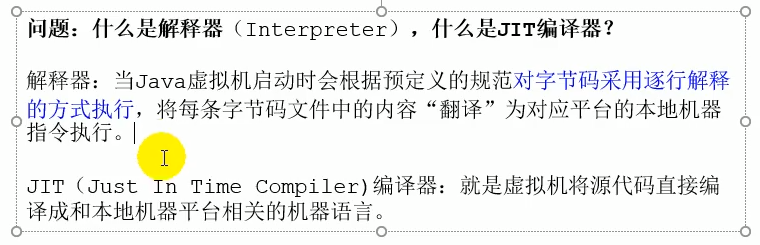 问题：什么是解释器（Interpreter），什么是JIT编译器？
解释器：当Java虚拟机启动时会根据预定义的规范对字节码采用逐行解释
的方式执行，将每条字节码文件中的内容“翻译”为对应平台的本地机器
指令执行。
JIT（Just In Time Compiler)编译器：就是虚拟机将源代码直接编
译成和本地机器平台相关的机器语言。